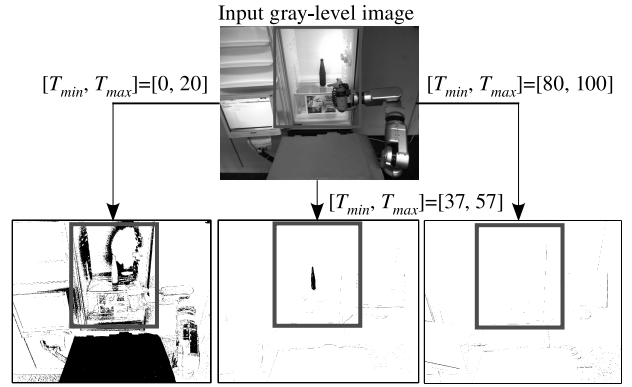 Input gray-level image
[Tmin, Tmax]=[0, 20]
[Tmin, Tmax]=[80, 100]
[Tmin, Tmax]=[37, 57]